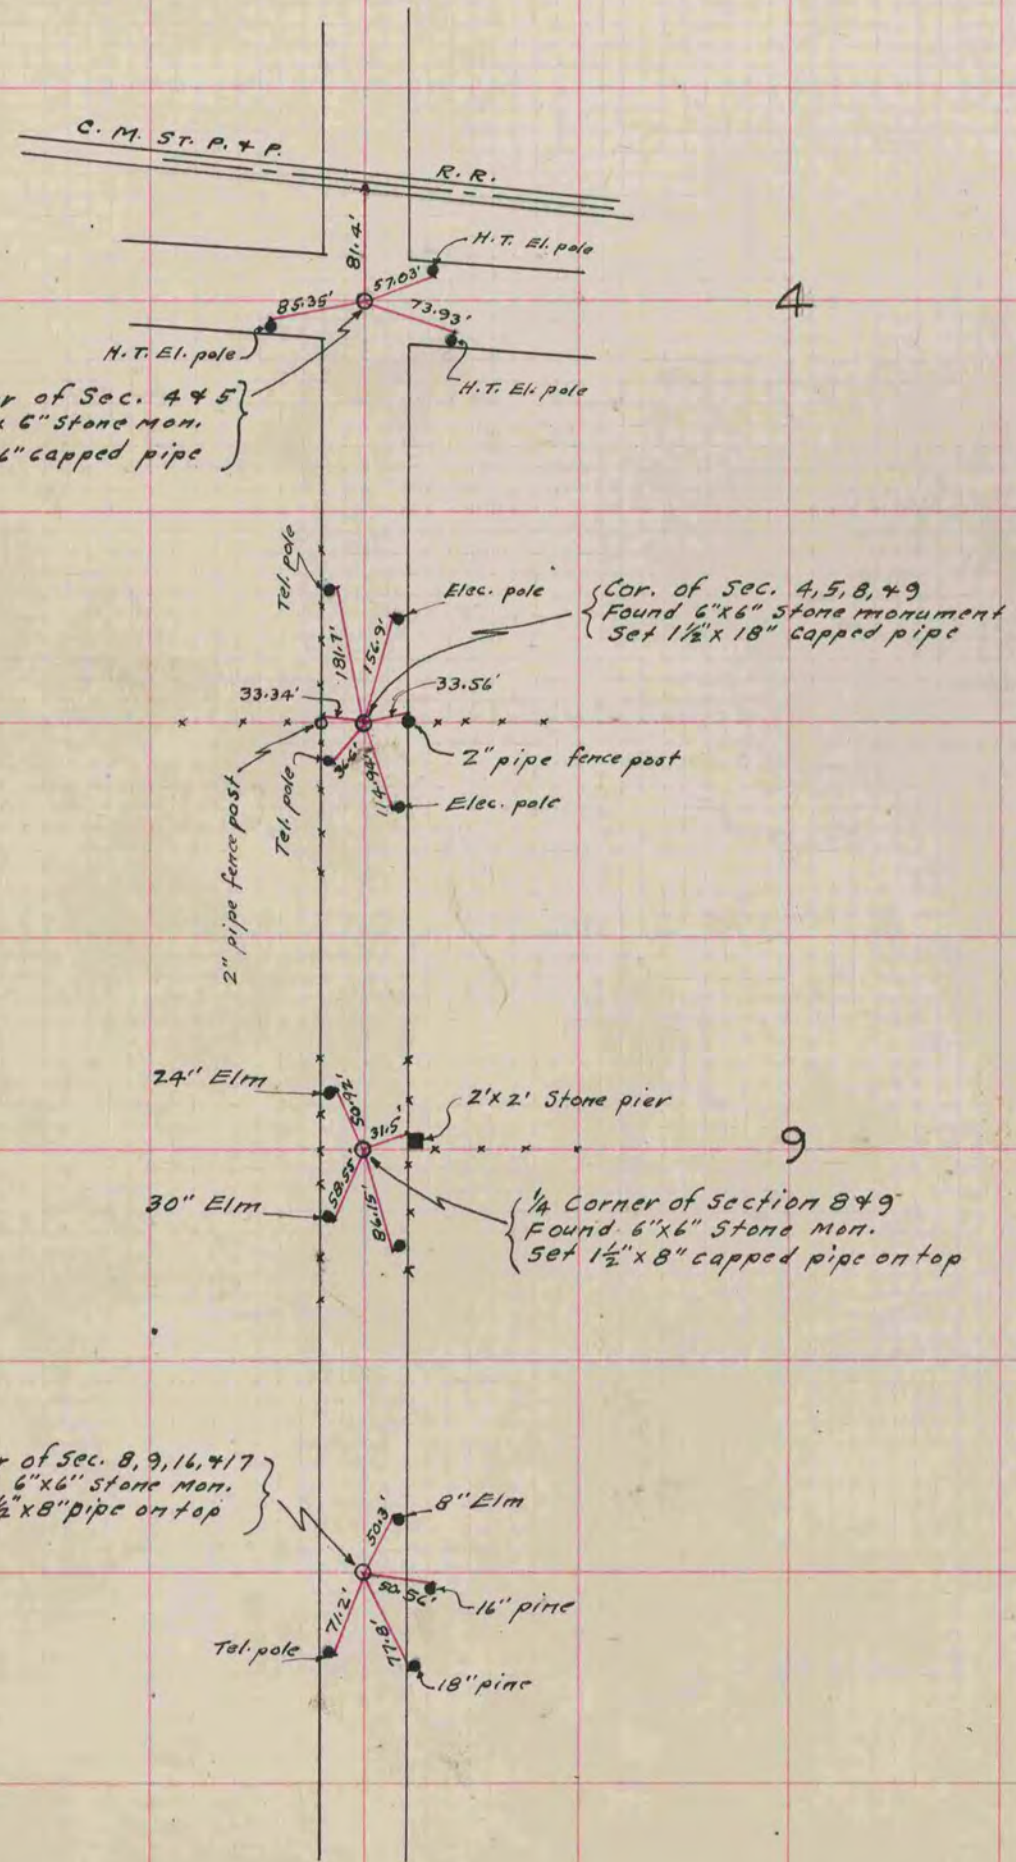 C. M. ST. P. & P.
R. R.
81.4'
H.T. El. pole
57.03'
85.35'
73.93'
4
H.T. El. pole
H.T. El. pole
r of Sec. 4 & 5
x 6" Stone Mon.
6" capped pipe
Tel. pole
Elec. pole
181.7'
156.9'
Cor. of Sec. 4, 5, 8, & 9
Found 6"x6" Stone monument
Set 1½" x 18" capped pipe
33.34'
33.56'
2" pipe fence post
Tel. pole
114.94'
2" pipe fence post
Elec. pole
24" Elm
50.92'
2'x2' Stone pier
31.5'
9
30" Elm
58.55'
86.15'
¼ Corner of Section 8 & 9
Found 6"x6" Stone Mon.
Set 1½" x 8" capped pipe on top
r of Sec. 8, 9, 16, & 17
6"x6" Stone Mon.
½" x 8" pipe on top
50.3'
8" Elm
50.56'
16" pine
71.2'
77.8'
Tel. pole
18" pine